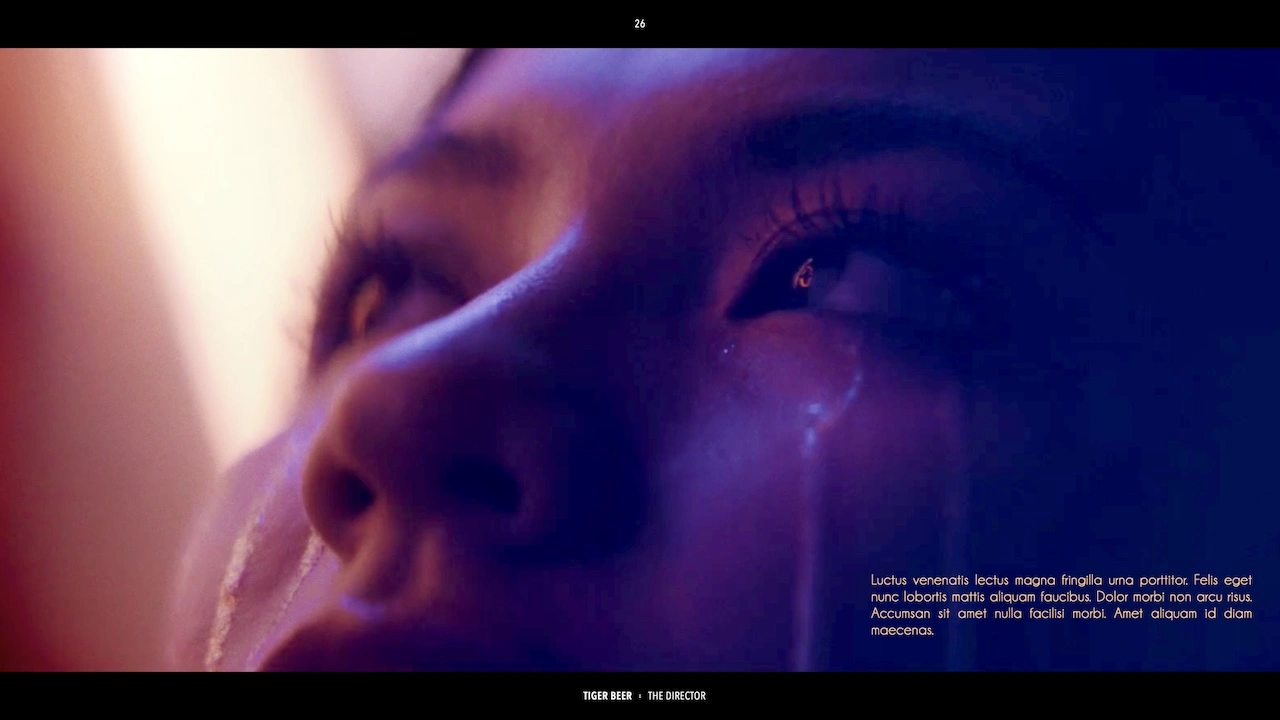 26
Luctus venenatis lectus magna fringilla urna porttitor. Felis eget
nunc lobortis mattis aliquam faucibus. Dolor morbi non arcu risus.
Accumsan sit amet nulla facilisi morbi. Amet aliquam id diam
maecenas.
TIGER BEER ı THE DIRECTOR